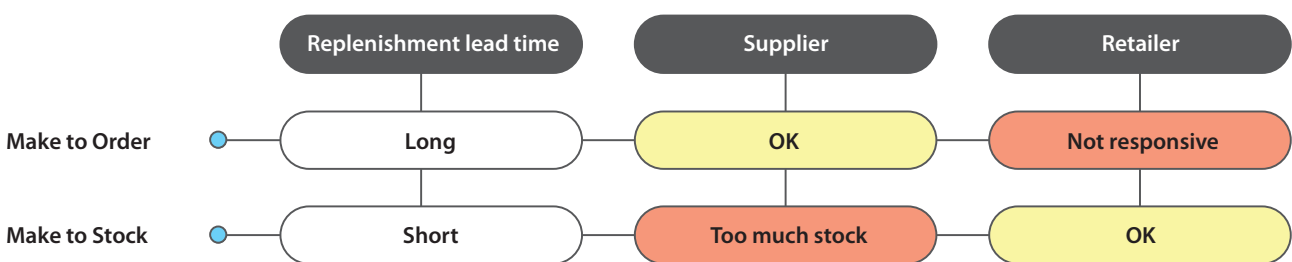 Replenishment lead time Supplier Retailer
Make to Order Long OK Not responsive
Make to Stock Short Too much stock OK